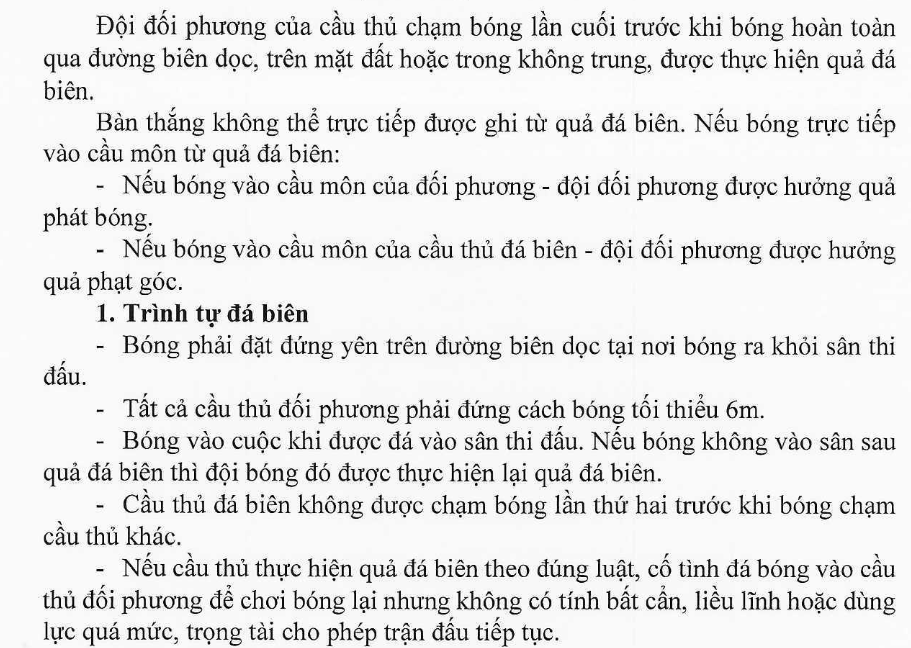 Đội đối phương của cầu thủ chạm bóng lần cuối trước khi bóng hoàn toàn
qua đường biên dọc, trên mặt đất hoặc trong không trung, được thực hiện quả đá
biên.
Bàn thắng không thể trực tiếp được ghi từ quả đá biên. Nếu bóng trực tiếp
vào cầu môn từ quả đá biên:
- Nếu bóng vào cầu môn của đối phương - đội đối phương được hưởng quả
phát bóng.
- Nếu bóng vào cầu môn của cầu thủ đá biên - đội đối phương được hưởng
quả phạt góc.
1. Trình tự đá biên
- Bóng phải đặt đứng yên trên đường biên dọc tại nơi bóng ra khỏi sân thi
đấu.
- Tất cả cầu thủ đối phương phải đứng cách bóng tối thiểu 6m.
- Bóng vào cuộc khi được đá vào sân thi đấu. Nếu bóng không vào sân sau
quả đá biên thì đội bóng đó được thực hiện lại quả đá biên.
- Cầu thủ đá biên không được chạm bóng lần thứ hai trước khi bóng chạm
cầu thủ khác.
- Nếu cầu thủ thực hiện quả đá biên theo đúng luật, cố tình đá bóng vào cầu
thủ đối phương để chơi bóng lại nhưng không có tính bất cẩn, liều lĩnh hoặc dùng
lực quá mức, trọng tài cho phép trận đấu tiếp tục.